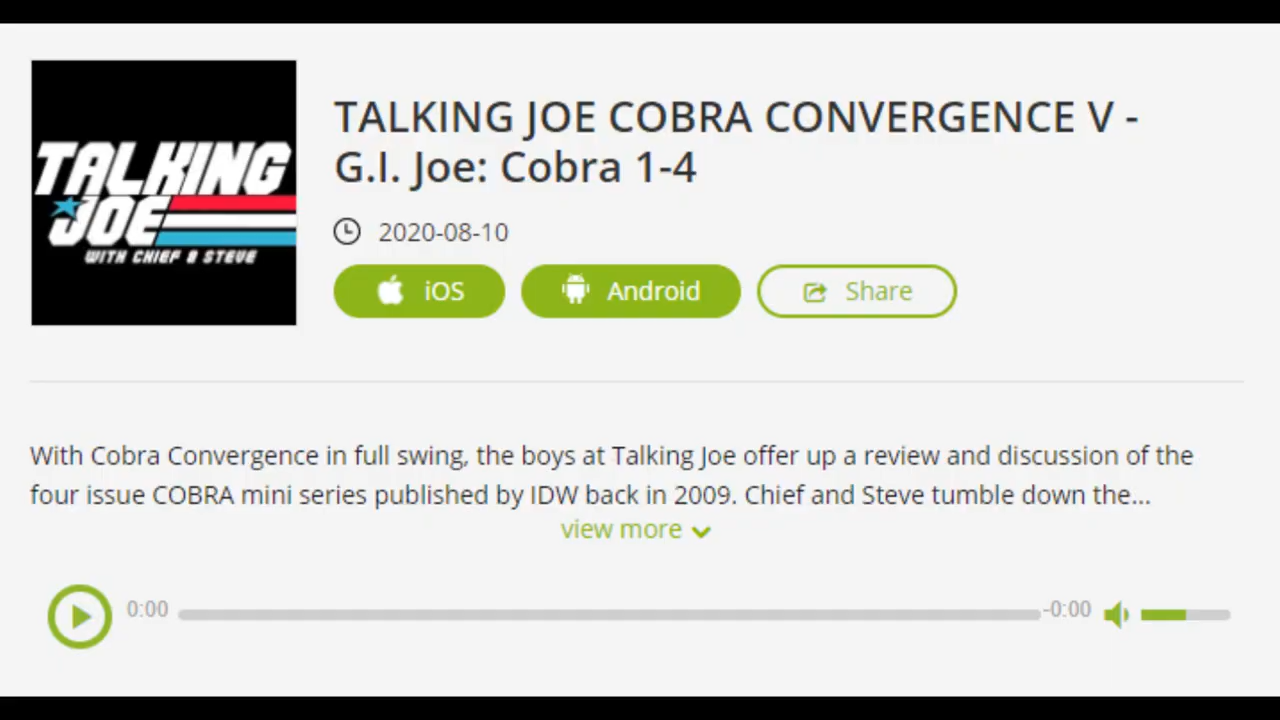 TALKING
JOE
WITH CHIEF & STEVE
TALKING JOE COBRA CONVERGENCE V -
G.I. Joe: Cobra 1-4
2020-08-10
iOS
Android
Share
With Cobra Convergence in full swing, the boys at Talking Joe offer up a review and discussion of the
four issue COBRA mini series published by IDW back in 2009. Chief and Steve tumble down the...
view more
0:00
-0:00